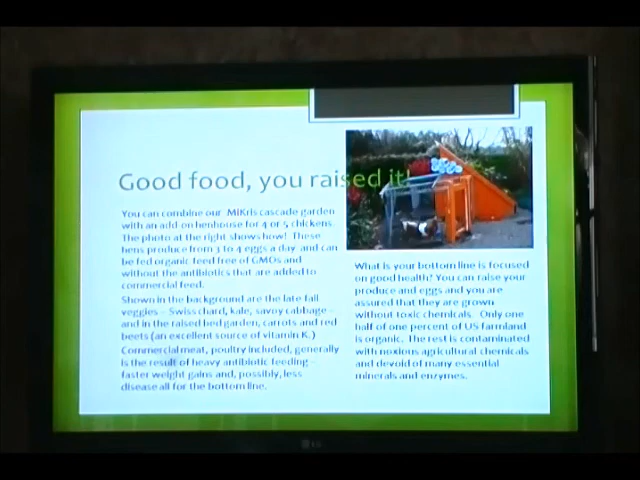 Good food, you raised it!
You can combine our MiKris cascade garden
with an add-on henhouse for 4 or 5 chickens.
The photo at the right shows how! These
hens produce from 3 to 4 eggs a day and can
be fed organic feed free of GMOs and
without the antibiotics that are added to
commercial feed.
Shown in the background are the late fall
veggies – Swiss chard, kale, savoy cabbage –
and in the raised bed garden, carrots and red
beets (an excellent source of vitamin K.)
Commercial meat, poultry included, generally
is the result of heavy antibiotic feeding –
faster weight gains and, possibly, less
disease all for the bottom line.
What is your bottom line is focused
on good health? You can raise your
produce and eggs and you are
assured that they are grown
without toxic chemicals. Only one
half of one percent of US farmland
is organic. The rest is contaminated
with noxious agricultural chemicals
and devoid of many essential
minerals and enzymes.
LG